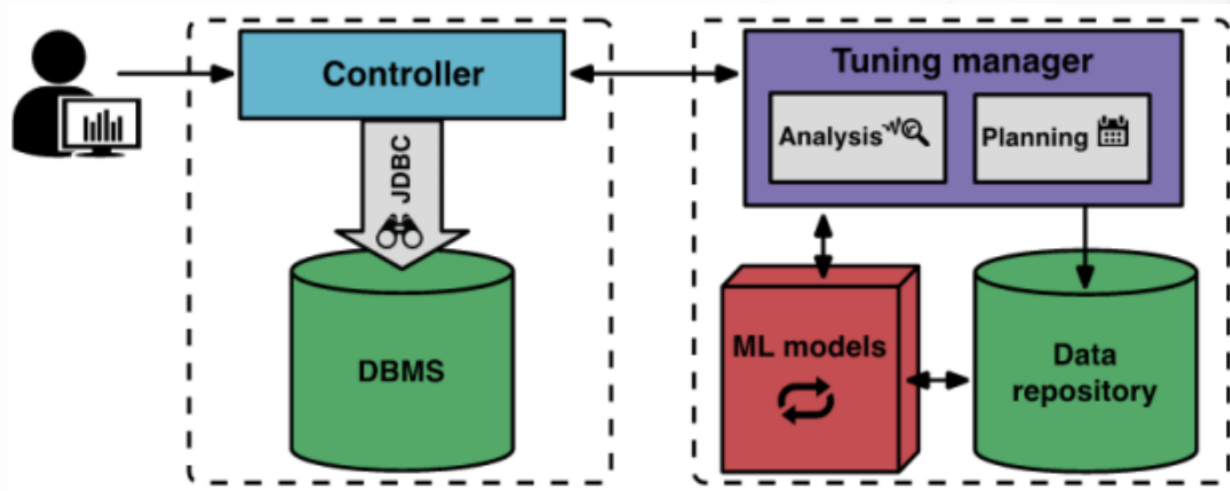 Controller
JDBC
DBMS
Tuning manager
Analysis
Planning
ML models
Data
repository